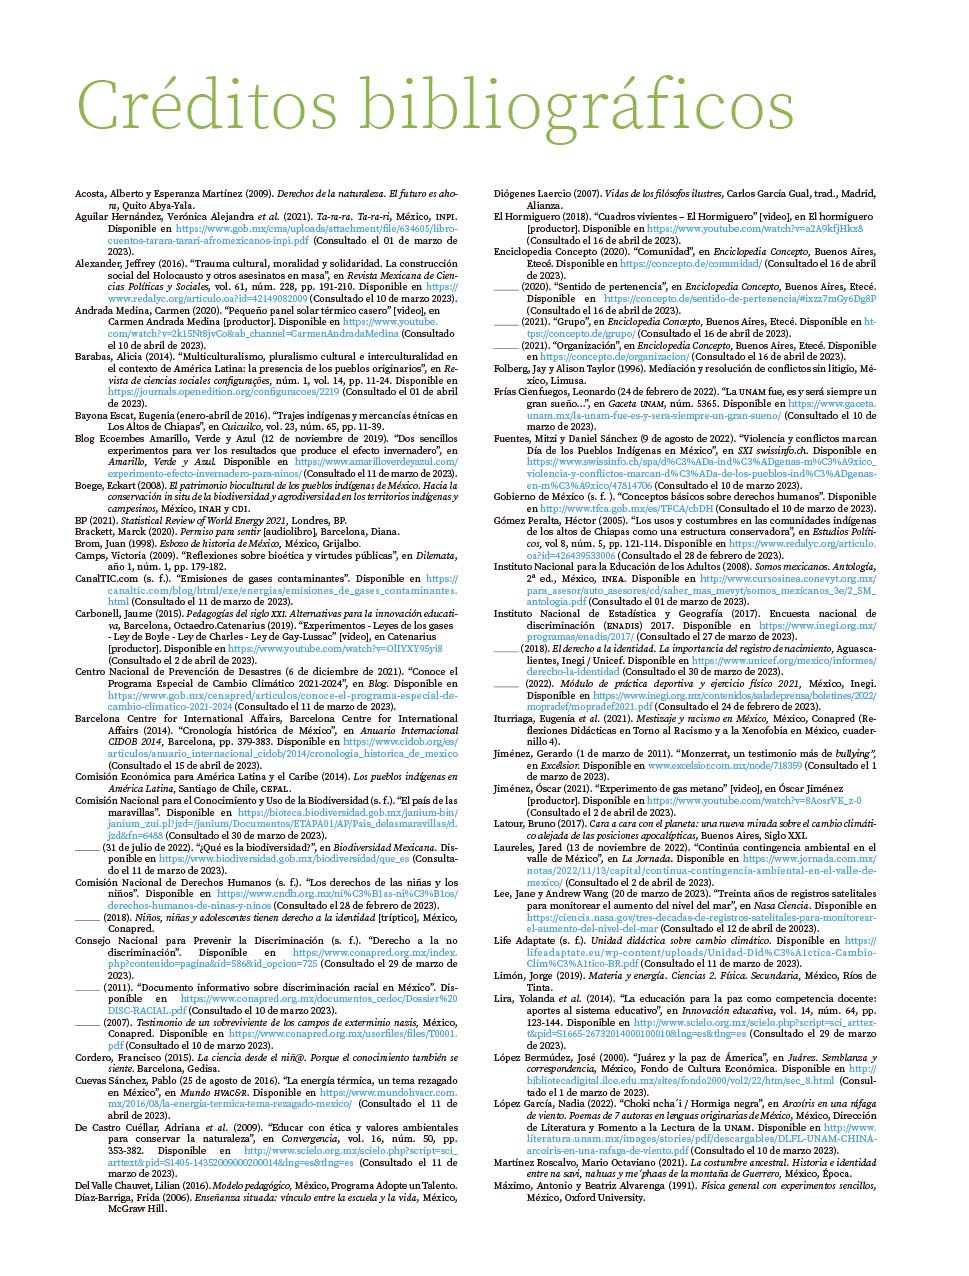 Créditos bibliográficos
Acosta, Alberto y Esperanza Martínez (2009). Derechos de la naturaleza. El futuro es aho-
ra, Quito Abya-Yala.
Aguilar Hernández, Verónica Alejandra et al. (2021). Ta-ra-ra. Ta-ra-ri, México, INPI.
Disponible en https://www.gob.mx/cms/uploads/attachment/file/634605/libro-
cuentos-tarara-tarari-afromexicanos-inpi.pdf (Consultado el 01 de marzo de
2023).
Alexander, Jeffrey (2016). “Trauma cultural, moralidad y solidaridad. La construcción
social del Holocausto y otros asesinatos en masa”, en Revista Mexicana de Cien-
cias Políticas y Sociales, vol. 61, núm. 228, pp. 191-210. Disponible en https://
www.redalyc.org/articulo.oa?id=42149082009 (Consultado el 10 de marzo 2023).
Andrada Medina, Carmen (2020). “Pequeño panel solar térmico casero” [video], en
Carmen Andrada Medina [productor]. Disponible en https://www.youtube.
com/watch?v=2k15Nt8jvCo&ab_channel=CarmenAndradaMedina (Consultado
el 10 de abril de 2023).
Barabas, Alicia (2014). “Multiculturalismo, pluralismo cultural e interculturalidad en
el contexto de América Latina: la presencia de los pueblos originarios”, en Re-
vista de ciencias sociales configurações, núm. 1, vol. 14, pp. 11-24. Disponible en
https://journals.openedition.org/configuracoes/2219 (Consultado el 01 de abril
de 2023).
Bayona Escat, Eugenia (enero-abril de 2016). “Trajes indígenas y mercancías étnicas en
Los Altos de Chiapas”, en Cuicuilco, vol. 23, núm. 65, pp. 11-39.
Blog Ecoembes Amarillo, Verde y Azul (12 de noviembre de 2019). “Dos sencillos
experimentos para ver los resultados que produce el efecto invernadero”, en
Amarillo, Verde y Azul. Disponible en https://www.amarilloverdeyazul.com/
experimento-efecto-invernadero-para-ninos/ (Consultado el 11 de marzo de 2023).
Boege, Eckart (2008). El patrimonio biocultural de los pueblos indígenas de México. Hacia la
conservación in situ de la biodiversidad y agrodiversidad en los territorios indígenas y
campesinos, México, INAH y CDI.
BP (2021). Statistical Review of World Energy 2021, Londres, BP.
Brackett, Marck (2020). Permiso para sentir [audiolibro], Barcelona, Diana.
Brom, Juan (1998). Esbozo de historia de México, México, Grijalbo.
Camps, Victoria (2009). “Reflexiones sobre bioética y virtudes públicas”, en Dilemata,
año 1, núm. 1, pp. 179-182.
CanalTIC.com (s. f.). “Emisiones de gases contaminantes”. Disponible en https://
canaltic.com/blog/html/exe/energias/emisiones_de_gases_contaminantes.
html (Consultado el 11 de marzo de 2023).
Carbonell, Jaume (2015). Pedagogías del siglo XXI. Alternativas para la innovación educati-
va, Barcelona, Octaedro.Catenarius (2019). “Experimentos - Leyes de los gases
- Ley de Boyle - Ley de Charles - Ley de Gay-Lussac” [video], en Catenarius
[productor]. Disponible en https://www.youtube.com/watch?v=OlIYXY95yi8
(Consultado el 2 de abril de 2023).
Centro Nacional de Prevención de Desastres (6 de diciembre de 2021). “Conoce el
Programa Especial de Cambio Climático 2021-2024”, en Blog. Disponible en
https://www.gob.mx/cenapred/articulos/conoce-el-programa-especial-de-
cambio-climatico-2021-2024 (Consultado el 11 de marzo de 2023).
Barcelona Centre for International Affairs, Barcelona Centre for International
Affairs (2014). “Cronología histórica de México”, en Anuario Internacional
CIDOB 2014, Barcelona, pp. 379-383. Disponible en https://www.cidob.org/es/
articulos/anuario_internacional_cidob/2014/cronologia_historica_de_mexico
(Consultado el 15 de abril de 2023).
Comisión Económica para América Latina y el Caribe (2014). Los pueblos indígenas en
América Latina, Santiago de Chile, CEPAL.
Comisión Nacional para el Conocimiento y Uso de la Biodiversidad (s. f.). “El país de las
maravillas”. Disponible en https://bioteca.biodiversidad.gob.mx/janium-bin/
janium_zui.pl?jzd=/janium/Documentos/ETAPA01/AP/Pais_delasmaravillas/d.
jzd&fn=6488 (Consultado el 30 de marzo de 2023).
_____ (31 de julio de 2022). “¿Qué es la biodiversidad?”, en Biodiversidad Mexicana. Dis-
ponible en https://www.biodiversidad.gob.mx/biodiversidad/que_es (Consulta-
do el 11 de marzo de 2023).
Comisión Nacional de Derechos Humanos (s. f.). “Los derechos de las niñas y los
niños”. Disponible en https://www.cndh.org.mx/ni%C3%B1as-ni%C3%B1os/
derechos-humanos-de-ninas-y-ninos (Consultado el 28 de febrero de 2023).
_____ (2018). Niños, niñas y adolescentes tienen derecho a la identidad [tríptico], México,
Conapred.
Consejo Nacional para Prevenir la Discriminación (s. f.). “Derecho a la no
discriminación”. Disponible en https://www.conapred.org.mx/index.
php?contenido=pagina&id=586&id_opcion=725 (Consultado el 29 de marzo de
2023).
_____ (2011). “Documento informativo sobre discriminación racial en México”. Dis-
ponible en https://www.conapred.org.mx/documentos_cedoc/Dossier%20
DISC-RACIAL.pdf (Consultado el 10 de marzo de 2023).
_____ (2007). Testimonio de un sobreviviente de los campos de exterminio nazis, México,
Conapred. Disponible en https://www.conapred.org.mx/userfiles/files/T0001.
pdf (Consultado el 10 de marzo de 2023).
Cordero, Francisco (2015). La ciencia desde el niñ@. Porque el conocimiento también se
siente. Barcelona, Gedisa.
Cuevas Sánchez, Pablo (25 de agosto de 2016). “La energía térmica, un tema rezagado
en México”, en Mundo HVAC&R. Disponible en https://www.mundohvacr.com.
mx/2016/08/la-energia-termica-tema-rezagado-mexico/ (Consultado el 11 de
abril de 2023).
De Castro Cuéllar, Adriana et al. (2009). “Educar con ética y valores ambientales
para conservar la naturaleza”, en Convergencia, vol. 16, núm. 50, pp.
353-382. Disponible en http://www.scielo.org.mx/scielo.php?script=sci_
arttext&pid=S1405-14352009000200014&lng=es&tlng=es (Consultado el 11 de
marzo de 2023).
Del Valle Chauvet, Lilian (2016). Modelo pedagógico, México, Programa Adopte un Talento.
Díaz-Barriga, Frida (2006). Enseñanza situada: vínculo entre la escuela y la vida, México,
McGraw Hill.
Diógenes Laercio (2007). Vidas de los filósofos ilustres, Carlos García Gual, trad., Madrid,
Alianza.
El Hormiguero (2018). “Cuadros vivientes – El Hormiguero” [video], en El hormiguero
[productor]. Disponible en https://www.youtube.com/watch?v=a2A9kfjHkx8
(Consultado el 16 de abril de 2023).
Enciclopedia Concepto (2020). “Comunidad”, en Enciclopedia Concepto, Buenos Aires,
Etecé. Disponible en https://concepto.de/comunidad/ (Consultado el 16 de abril
de 2023).
_____ (2020). “Sentido de pertenencia”, en Enciclopedia Concepto, Buenos Aires, Etecé.
Disponible en https://concepto.de/sentido-de-pertenencia/#ixzz7mGy6Dg8P
(Consultado el 16 de abril de 2023).
_____ (2021). “Grupo”, en Enciclopedia Concepto, Buenos Aires, Etecé. Disponible en ht-
tps://concepto.de/grupo/ (Consultado el 16 de abril de 2023).
_____ (2021). “Organización”, en Enciclopedia Concepto, Buenos Aires, Etecé. Disponible
en https://concepto.de/organizacion/ (Consultado el 16 de abril de 2023).
Folberg, Jay y Alison Taylor (1996). Mediación y resolución de conflictos sin litigio, Mé-
xico, Limusa.
Frías Cienfuegos, Leonardo (24 de febrero de 2022). “La UNAM fue, es y será siempre un
gran sueño...”, en Gaceta UNAM, núm. 5365. Disponible en https://www.gaceta.
unam.mx/la-unam-fue-es-y-sera-siempre-un-gran-sueno/ (Consultado el 10 de
marzo de 2023).
Fuentes, Mitzi y Daniel Sánchez (9 de agosto de 2022). “Violencia y conflictos marcan
Día de los Pueblos Indígenas en México”, en SXI swissinfo.ch. Disponible en
https://www.swissinfo.ch/spa/d%C3%ADa-ind%C3%ADgenas-m%C3%A9xico_
violencia-y-conflictos-marcan-d%C3%ADa-de-los-pueblos-ind%C3%ADgenas-
en-m%C3%A9xico/47814706 (Consultado el 10 de marzo de 2023).
Gobierno de México (s. f. ). “Conceptos básicos sobre derechos humanos”. Disponible
en http://www.tfca.gob.mx/es/TFCA/cbDH (Consultado el 10 de marzo de 2023).
Gómez Peralta, Héctor (2005). “Los usos y costumbres en las comunidades indígenas
de los altos de Chiapas como una estructura conservadora”, en Estudios Políti-
cos, vol 8, núm. 5, pp. 121-114. Disponible en https://www.redalyc.org/articulo.
oa?id=426439533006 (Consultado el 28 de febrero de 2023).
Instituto Nacional para la Educación de los Adultos (2008). Somos mexicanos. Antología,
2ª ed., México, INEA. Disponible en http://www.cursosinea.conevyt.org.mx/
para_asesor/auto_asesores/cd/saber_mas_mevyt/somos_mexicanos_3e/2_SM_
antologia.pdf (Consultado el 01 de marzo de 2023).
Instituto Nacional de Estadística y Geografía (2017). Encuesta nacional de
discriminación (ENADIS) 2017. Disponible en https://www.inegi.org.mx/
programas/enadis/2017/ (Consultado el 27 de marzo de 2023).
_____ (2018). El derecho a la identidad. La importancia del registro de nacimiento, Aguasca-
lientes, Inegi / Unicef. Disponible en https://www.unicef.org/mexico/informes/
derecho-la-identidad (Consultado el 30 de marzo de 2023).
_____ (2022). Módulo de práctica deportiva y ejercicio físico 2021, México, Inegi.
Disponible en https://www.inegi.org.mx/contenidos/saladeprensa/boletines/2022/
mopradef/mopradef2021.pdf (Consultado el 24 de febrero de 2023).
Iturriaga, Eugenia et al. (2021). Mestizaje y racismo en México, México, Conapred (Re-
flexiones Didácticas en Torno al Racismo y a la Xenofobia en México, cuader-
nillo 4).
Jiménez, Gerardo (1 de marzo de 2011). “Monzerrat, un testimonio más de bullying”,
en Excélsior. Disponible en www.excelsior.com.mx/node/718359 (Consultado el 1
de marzo de 2023).
Jiménez, Óscar (2021). “Experimento de gas metano” [video], en Óscar Jiménez
[productor]. Disponible en https://www.youtube.com/watch?v=8AosrVK_z-0
(Consultado el 2 de abril de 2023).
Latour, Bruno (2017). Cara a cara con el planeta: una nueva mirada sobre el cambio climáti-
co alejada de las posiciones apocalípticas, Buenos Aires, Siglo XXI.
Laureles, Jared (13 de noviembre de 2022). “Continúa contingencia ambiental en el
valle de México”, en La Jornada. Disponible en https://www.jornada.com.mx/
notas/2022/11/13/capital/continua-contingencia-ambiental-en-el-valle-de-
mexico/ (Consultado el 2 de abril de 2023).
Lee, Jane y Andrew Wang (20 de marzo de 2023). “Treinta años de registros satelitales
para monitorear el aumento del nivel del mar”, en Nasa Ciencia. Disponible en
https://ciencia.nasa.gov/tres-decadas-de-registros-satelitales-para-monitorear-
el-aumento-del-nivel-del-mar (Consultado el 12 de abril de 20023).
Life Adaptate (s. f.). Unidad didáctica sobre cambio climático. Disponible en https://
lifeadaptate.eu/wp-content/uploads/Unidad-Did%C3%A1ctica-Cambio-
Clim%C3%A1tico-BR.pdf (Consultado el 11 de marzo de 2023).
Limón, Jorge (2019). Materia y energía. Ciencias 2. Física. Secundaria, México, Ríos de
Tinta.
Lira, Yolanda et al. (2014). “La educación para la paz como competencia docente:
aportes al sistema educativo”, en Innovación educativa, vol. 14, núm. 64, pp.
123-144. Disponible en http://www.scielo.org.mx/scielo.php?script=sci_arttex-
t&pid=S1665-26732014000100010&lng=es&tlng=es (Consultado el 29 de marzo
de 2023).
López Bermúdez, José (2000). “Juárez y la paz de Ámerica”, en Juárez. Semblanza y
correspondencia, México, Fondo de Cultura Económica. Disponible en http://
bibliotecadigital.ilce.edu.mx/sites/fondo2000/vol2/22/htm/sec_8.html (Consul-
tado el 1 de marzo de 2023).
López García, Nadia (2022). “Choki ncha´i / Hormiga negra”, en Arcoíris en una ráfaga
de viento. Poemas de 7 autoras en lenguas originarias de México, México, Dirección
de Literatura y Fomento a la Lectura de la UNAM. Disponible en http://www.
literatura.unam.mx/images/stories/pdf/descargables/DLFL-UNAM-CHINA-
arcoiris-en-una-rafaga-de-viento.pdf (Consultado el 10 de marzo de 2023).
Martínez Roscalvo, Mario Octaviano (2021). La costumbre ancestral. Historia e identidad
entre na savi, nahuas y me´phaas de la montaña de Guerrero, México, Época.
Máximo, Antonio y Beatriz Alvarenga (1991). Física general con experimentos sencillos,
México, Oxford University.